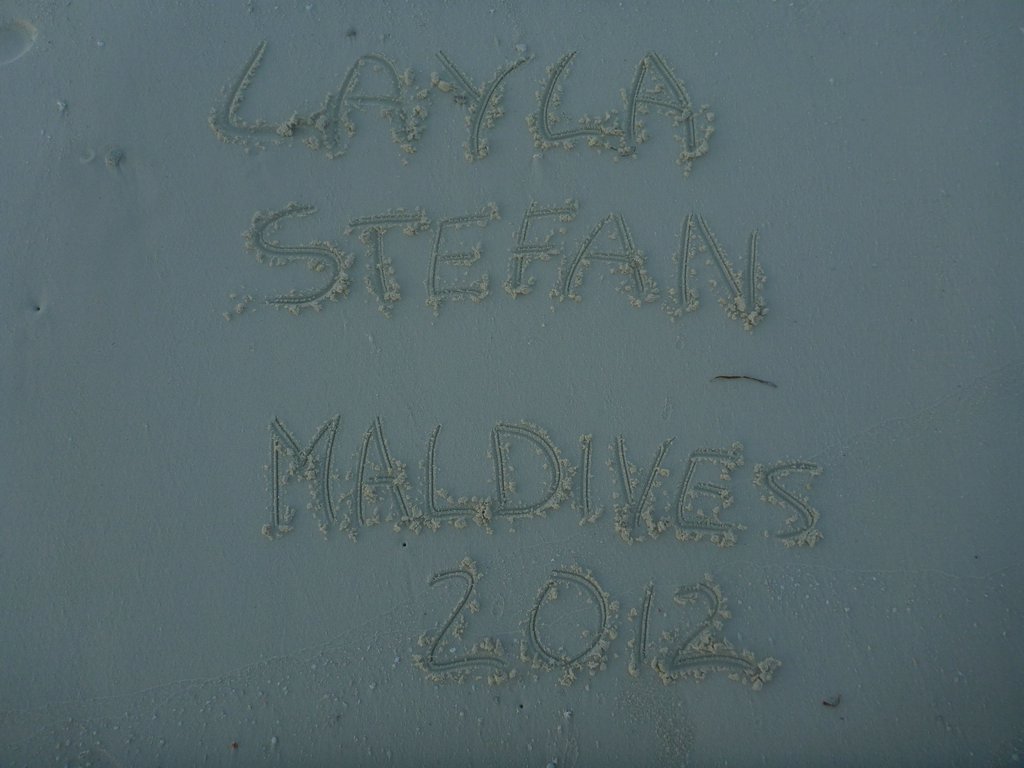 LAYLA
STEFAN
MALDIVES
2012